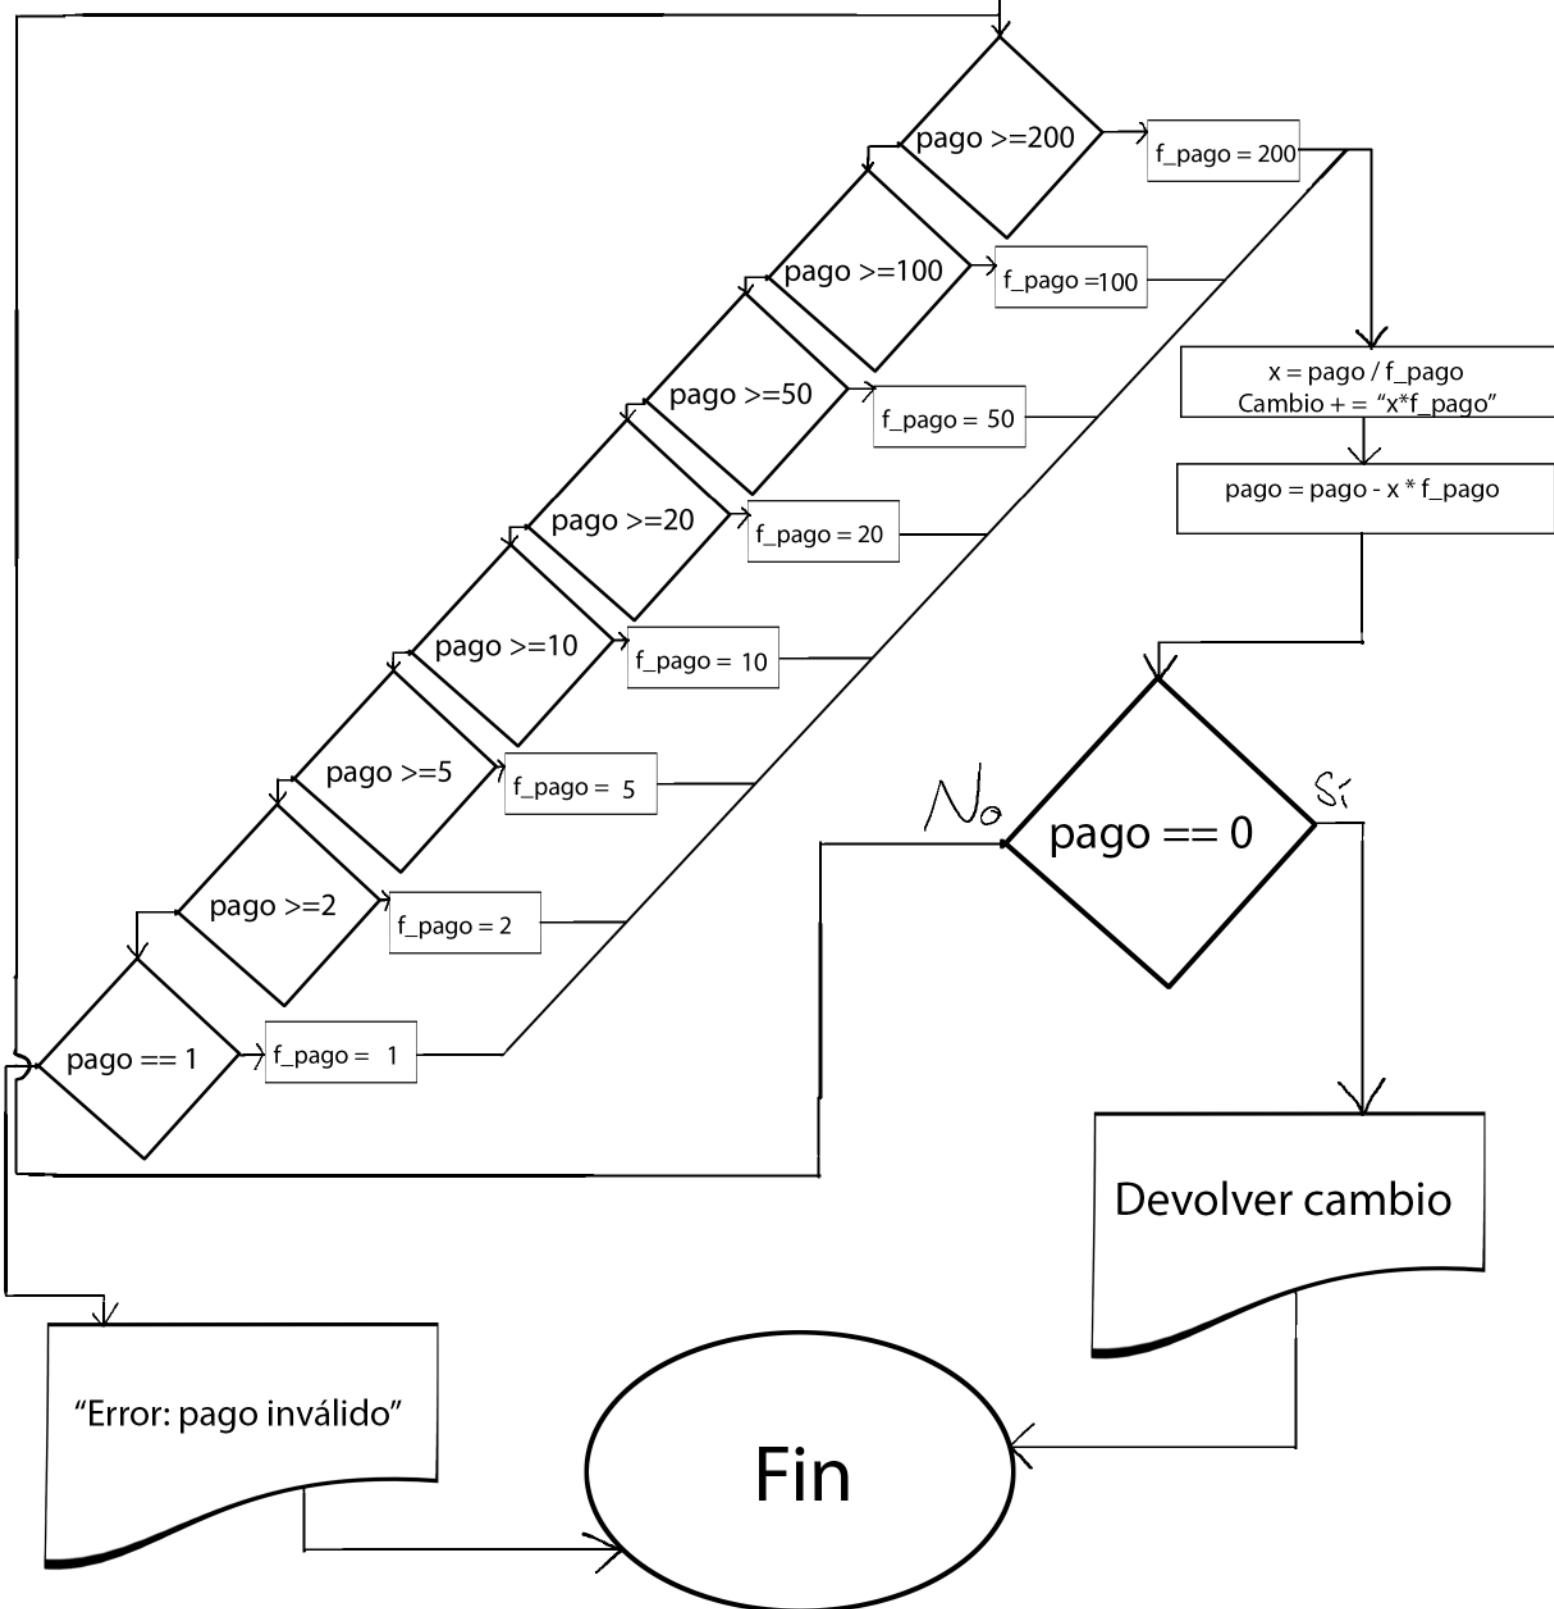 pago >=200
f_pago = 200
pago >=100
f_pago =100
pago >=50
f_pago = 50
pago >=20
f_pago = 20
pago >=10
f_pago = 10
pago >=5
f_pago = 5
pago >=2
f_pago = 2
pago == 1
f_pago = 1
x = pago / f_pago
Cambio + = “x*f_pago”
pago = pago - x * f_pago
No
Sí
pago == 0
Devolver cambio
“Error: pago inválido”
Fin